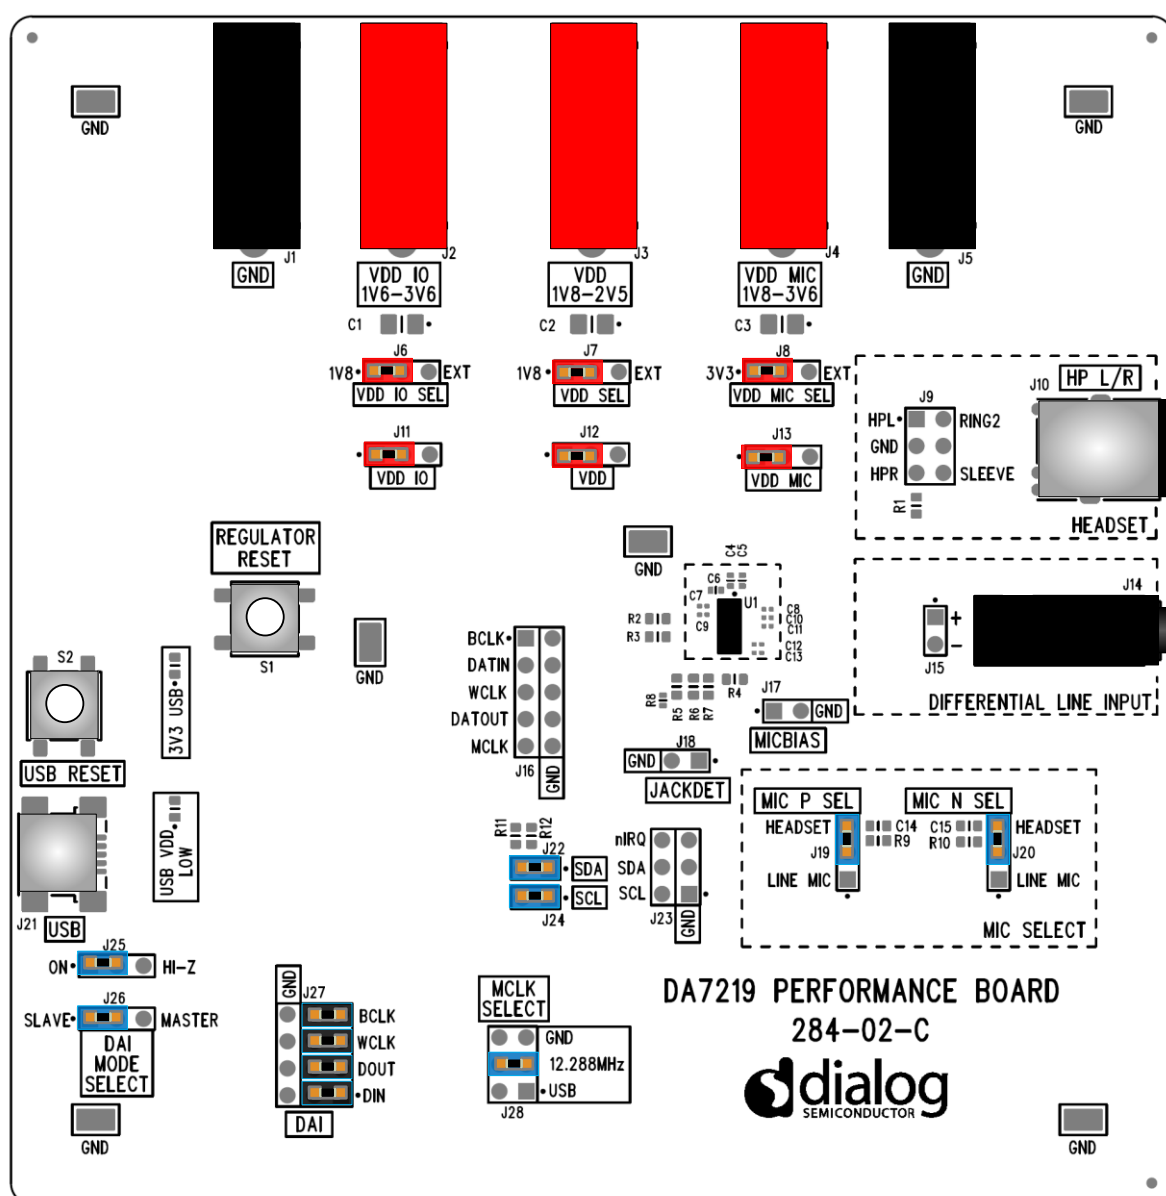 GND
GND
J1
J2
J3
J4
J5
GND
VDD IO
1V6-3V6
VDD
1V8-2V5
VDD MIC
1V8-3V6
GND
C1
C2
C3
J6
1V8
EXT
VDD IO SEL
J7
1V8
EXT
VDD SEL
J8
3V3
EXT
VDD MIC SEL
J11
VDD IO
J12
VDD
J13
VDD MIC
J10
HP L/R
J9
HPL
RING2
GND
HPR
SLEEVE
R1
HEADSET
REGULATOR
RESET
S1
GND
GND
C4
C5
C6
C7
C9
U1
C8
C10
C11
C12
C13
R2
R3
R4
R8
R5
R6
R7
J14
+
-
J15
DIFFERENTIAL LINE INPUT
S2
USB RESET
3V3 USB
BCLK
DATIN
WCLK
DATOUT
MCLK
J16
GND
J17
GND
MICBIAS
J18
GND
JACKDET
USB VDD
LOW
J21
USB
R11
R12
J22
SDA
SCL
J24
nIRQ
SDA
SCL
J23
GND
MIC P SEL
HEADSET
J19
C14
R9
LINE MIC
MIC N SEL
C15
R10
HEADSET
J20
LINE MIC
MIC SELECT
J25
ON
HI-Z
J26
SLAVE
MASTER
DAI
MODE
SELECT
GND
GND
J27
BCLK
WCLK
DOUT
DIN
DAI
MCLK
SELECT
GND
12.288MHz
USB
J28
DA7219 PERFORMANCE BOARD
284-02-C
dialog
SEMICONDUCTOR
GND